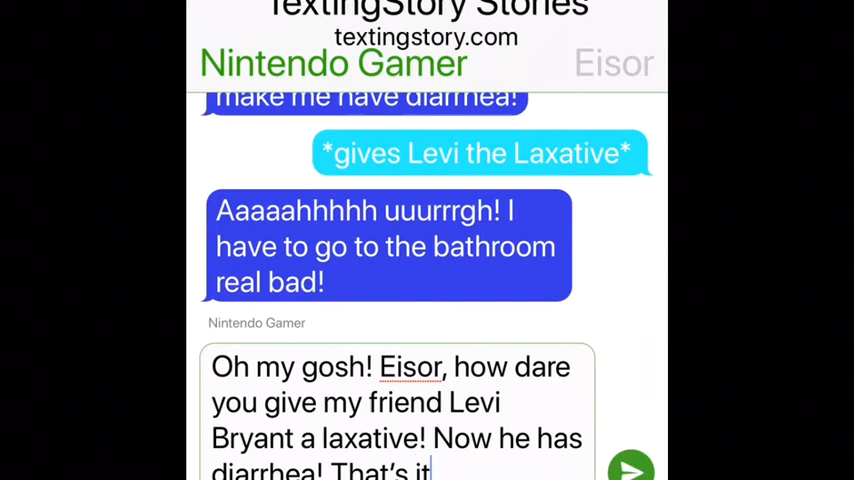 TextingStory Stories
textingstory.com
Nintendo Gamer
Eisor
make me have diarrhea!
*gives Levi the Laxative*
Aaaaahhhhh uuurrrgh! I
have to go to the bathroom
real bad!
Nintendo Gamer
Oh my gosh! Eisor, how dare
you give my friend Levi
Bryant a laxative! Now he has
diarrhea! That's it